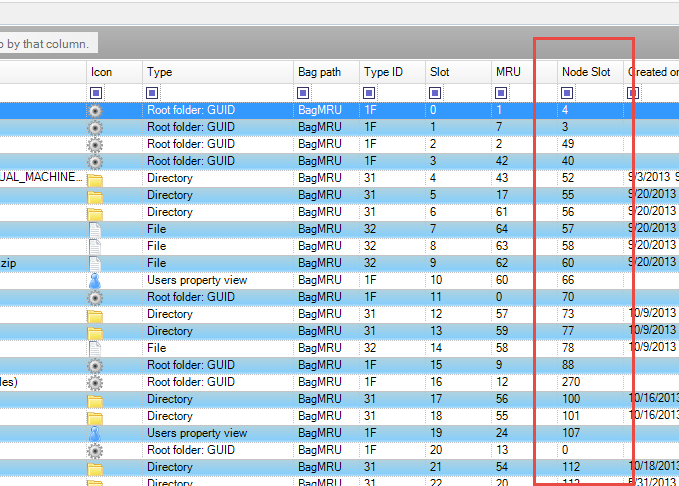 by that column.
Icon Type Bag path Type ID Slot MRU Node Slot Created on
Root folder: GUID BagMRU 1F 0 1 4
Root folder: GUID BagMRU 1F 1 7 3
Root folder: GUID BagMRU 1F 2 2 49
Root folder: GUID BagMRU 1F 3 42 40
UAL_MACHINE... Directory BagMRU 31 4 43 52 9/3/2013 9
Directory BagMRU 31 5 17 55 9/20/2013
Directory BagMRU 31 6 61 56 9/20/2013
File BagMRU 32 7 64 57 9/20/2013
File BagMRU 32 8 63 58 9/20/2013
zip File BagMRU 32 9 62 60 9/20/2013
Users property view BagMRU 1F 10 60 66
Root folder: GUID BagMRU 1F 11 0 70
Directory BagMRU 31 12 57 73 10/9/2013
Directory BagMRU 31 13 59 77 10/9/2013
File BagMRU 32 14 58 78 10/9/2013
Root folder: GUID BagMRU 1F 15 9 88
les) Root folder: GUID BagMRU 1F 16 12 270
Directory BagMRU 31 17 56 100 10/16/2013
Directory BagMRU 31 18 55 101 10/16/2013
Users property view BagMRU 1F 19 24 107
Root folder: GUID BagMRU 1F 20 13 0
Directory BagMRU 31 21 54 112 10/18/2013
Directory BagMRU 31 22 20 112